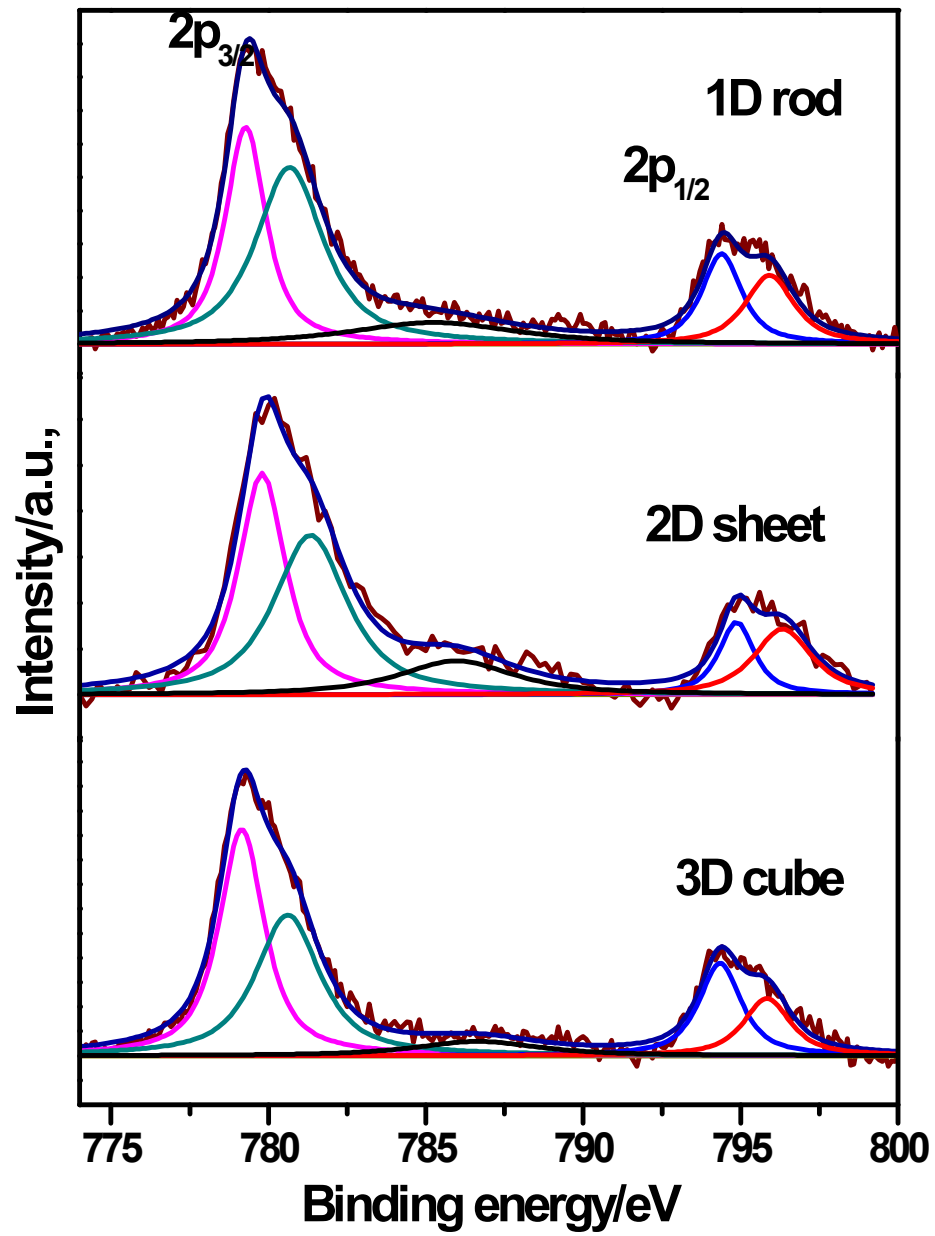 2p3/2
1D rod
2p1/2
2D sheet
3D cube
Intensity/a.u.,
775 780 785 790 795 800
Binding energy/eV